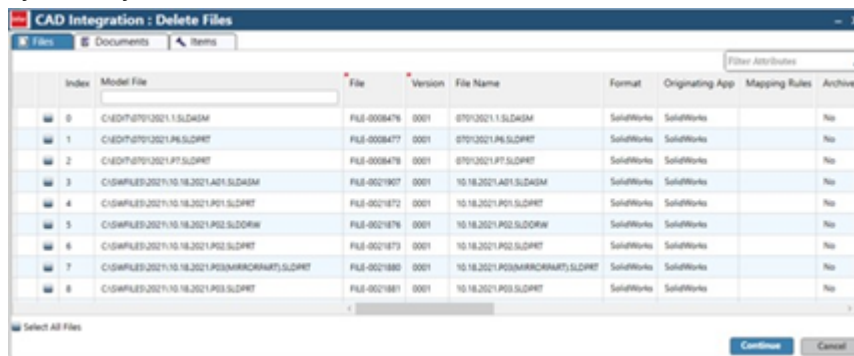 CAD Integration : Delete Files
Files Documents Items
Filter Attributes
Index Model File File Version File Name Format Originating App Mapping Rules Archive
0 C:\EDIT\07012021.1.SLDASM FILE-0008476 0001 07012021.1.SLDASM SolidWorks SolidWorks No
1 C:\EDIT\07012021.P6.SLDPRT FILE-0008477 0001 07012021.P6.SLDPRT SolidWorks SolidWorks No
2 C:\EDIT\07012021.P7.SLDPRT FILE-0008478 0001 07012021.P7.SLDPRT SolidWorks SolidWorks No
3 C:\SWFILES\2021\10.18.2021.A01.SLDASM FILE-0021907 0001 10.18.2021.A01.SLDASM SolidWorks SolidWorks No
4 C:\SWFILES\2021\10.18.2021.P01.SLDPRT FILE-0021872 0001 10.18.2021.P01.SLDPRT SolidWorks SolidWorks No
5 C:\SWFILES\2021\10.18.2021.P02.SLDDRW FILE-0021876 0001 10.18.2021.P02.SLDDRW SolidWorks SolidWorks No
6 C:\SWFILES\2021\10.18.2021.P02.SLDPRT FILE-0021873 0001 10.18.2021.P02.SLDPRT SolidWorks SolidWorks No
7 C:\SWFILES\2021\10.18.2021.P03(MIRRORPART).SLDPRT FILE-0021880 0001 10.18.2021.P03(MIRRORPART).SLDPRT SolidWorks SolidWorks No
8 C:\SWFILES\2021\10.18.2021.P03.SLDPRT FILE-0021881 0001 10.18.2021.P03.SLDPRT SolidWorks SolidWorks No
Select All Files
Continue Cancel